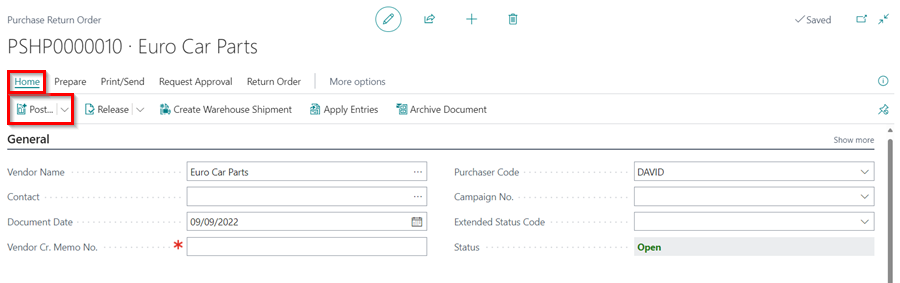 Purchase Return Order
Saved
PSHP0000010 · Euro Car Parts
Home Prepare Print/Send Request Approval Return Order More options
Post... Release Create Warehouse Shipment Apply Entries Archive Document
General Show more
Vendor Name Euro Car Parts Purchaser Code DAVID
Contact Campaign No.
Document Date 09/09/2022 Extended Status Code
Vendor Cr. Memo No. * Status Open